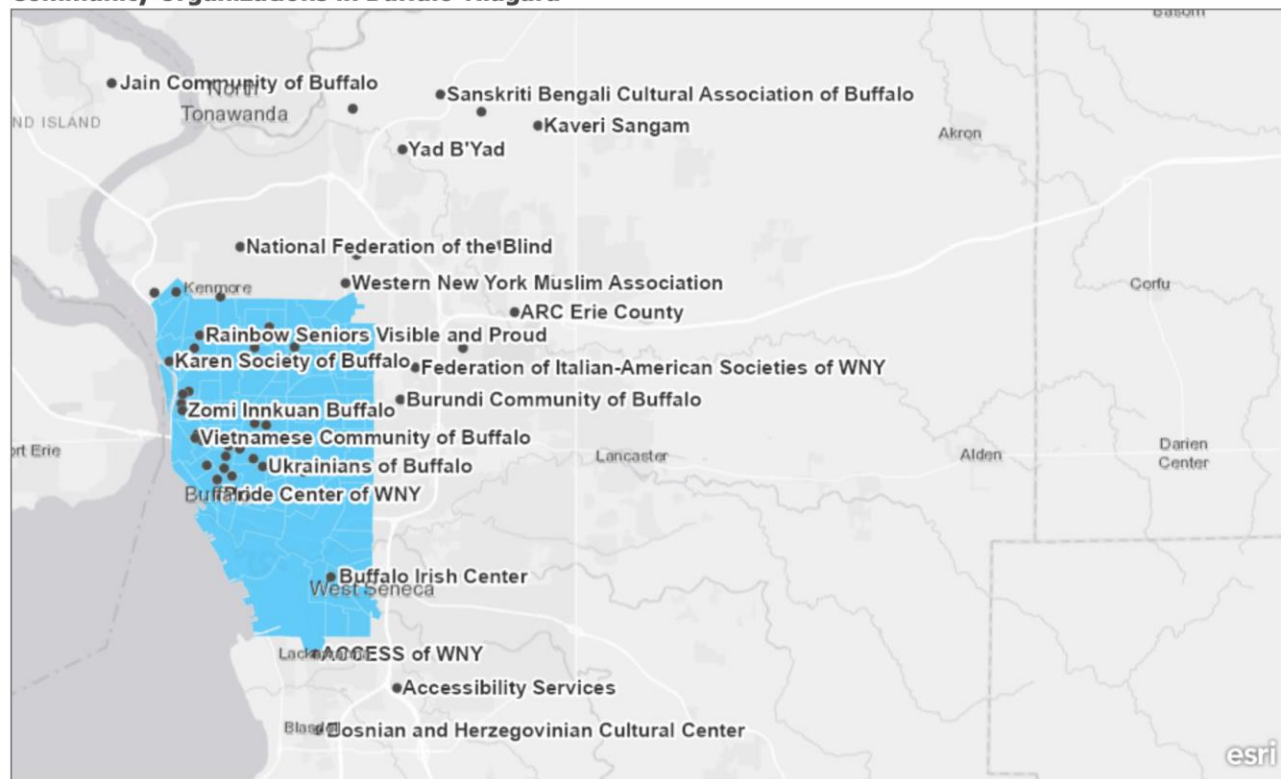 Community Organizations in Buffalo-Niagara
Basom
Jain Community of Buffalo
North
Tonawanda
Sanskriti Bengali Cultural Association of Buffalo
ND ISLAND
Kaveri Sangam
Akron
Yad B'Yad
National Federation of the Blind
Kenmore
Western New York Muslim Association
Corfu
ARC Erie County
Rainbow Seniors Visible and Proud
Karen Society of Buffalo
Federation of Italian-American Societies of WNY
Burundi Community of Buffalo
Zomi Innkuan Buffalo
Vietnamese Community of Buffalo
ort Erie
Lancaster
Alden
Darien
Center
Ukrainians of Buffalo
Buffalo
Pride Center of WNY
Buffalo Irish Center
West Seneca
Lackawanna
ACCESS of WNY
Accessibility Services
Blasdell
Bosnian and Herzegovinian Cultural Center
esri